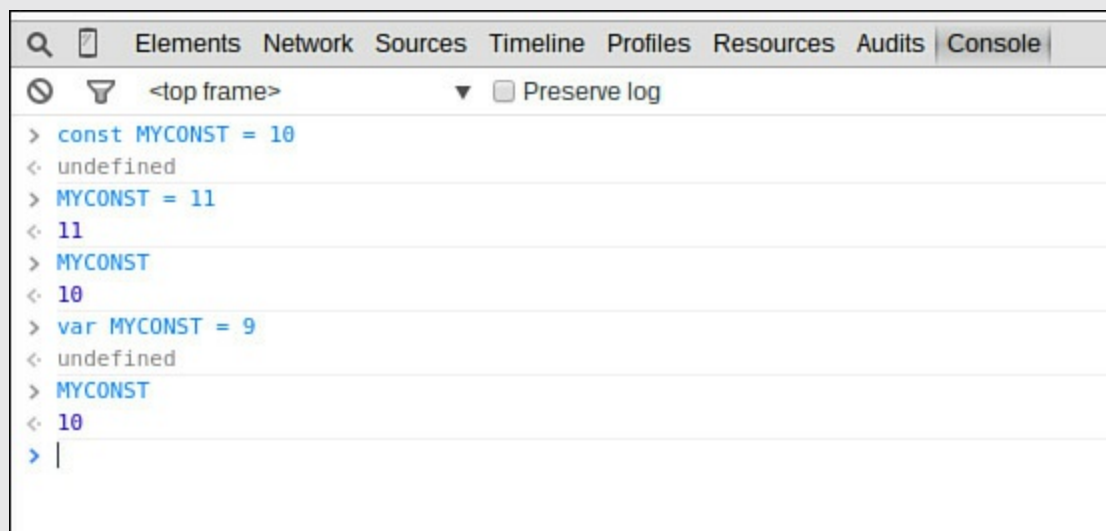 Elements Network Sources Timeline Profiles Resources Audits Console
<top frame> ▼ Preserve log
> const MYCONST = 10
<· undefined
> MYCONST = 11
<· 11
> MYCONST
<· 10
> var MYCONST = 9
<· undefined
> MYCONST
<· 10
>